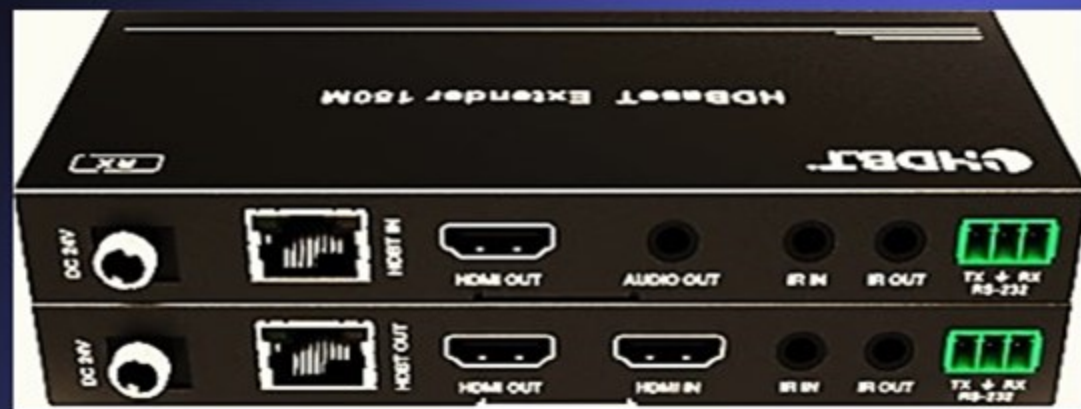 HDBaseT Extender 150M
RX
HDBT
DC 24V
HDBT IN
HDMI OUT
AUDIO OUT
IR IN
IR OUT
TX ⏚ RX
RS-232
DC 24V
HDBT OUT
HDMI OUT
HDMI IN
IR IN
IR OUT
TX ⏚ RX
RS-232